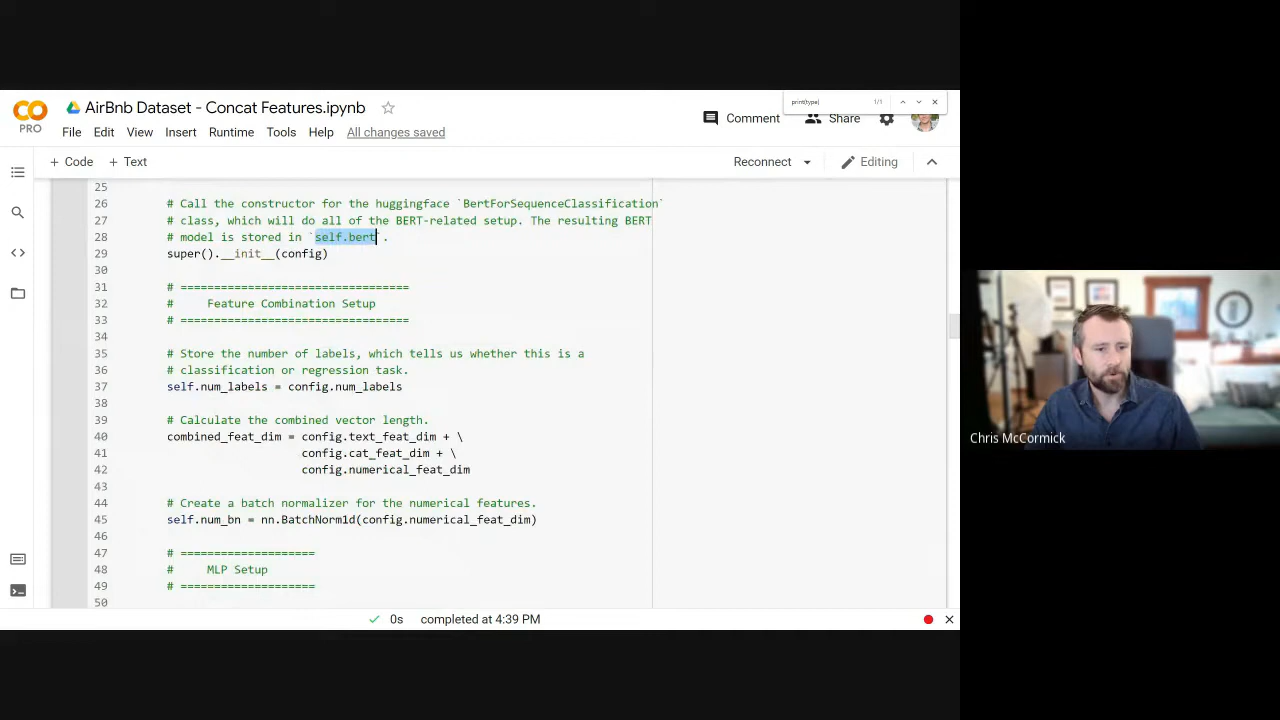 AirBnb Dataset - Concat Features.ipynb
print(type| 1/1
PRO
File Edit View Insert Runtime Tools Help All changes saved
Comment Share
+ Code + Text Reconnect Editing
25
26 # Call the constructor for the huggingface `BertForSequenceClassification`
27 # class, which will do all of the BERT-related setup. The resulting BERT
28 # model is stored in `self.bert`.
29 super().__init__(config)
30
31 # ==================================
32 # Feature Combination Setup
33 # ==================================
34
35 # Store the number of labels, which tells us whether this is a
36 # classification or regression task.
37 self.num_labels = config.num_labels
38
39 # Calculate the combined vector length.
40 combined_feat_dim = config.text_feat_dim + \
41 config.cat_feat_dim + \
42 config.numerical_feat_dim
43
44 # Create a batch normalizer for the numerical features.
45 self.num_bn = nn.BatchNorm1d(config.numerical_feat_dim)
46
47 # ====================
48 # MLP Setup
49 # ====================
50
0s completed at 4:39 PM
Chris McCormick